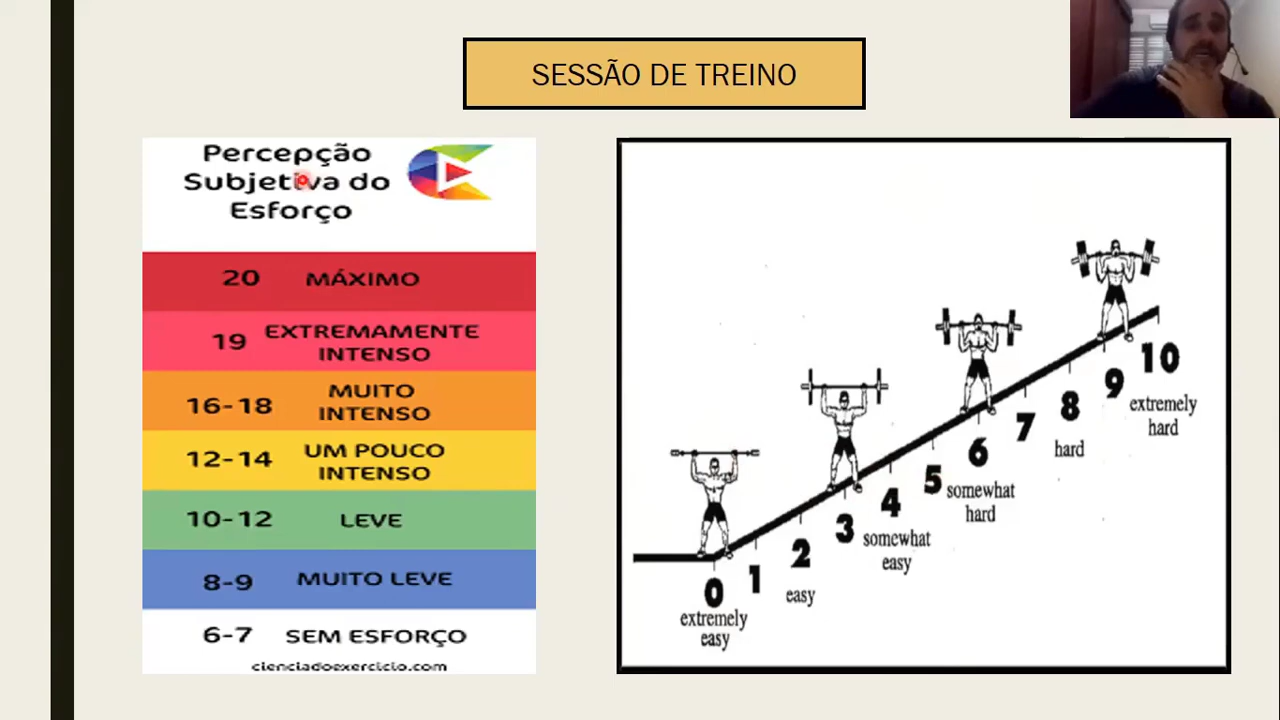 SESSÃO DE TREINO
Percepção
Subjetiva do
Esforço
20 MÁXIMO
19 EXTREMAMENTE
INTENSO
16-18 MUITO
INTENSO
12-14 UM POUCO
INTENSO
10-12 LEVE
8-9 MUITO LEVE
6-7 SEM ESFORÇO
cienciadoexercicio.com
0
extremely
easy
1
2
easy
3
4
somewhat
easy
5
6
somewhat
hard
7
8
hard
9
10
extremely
hard